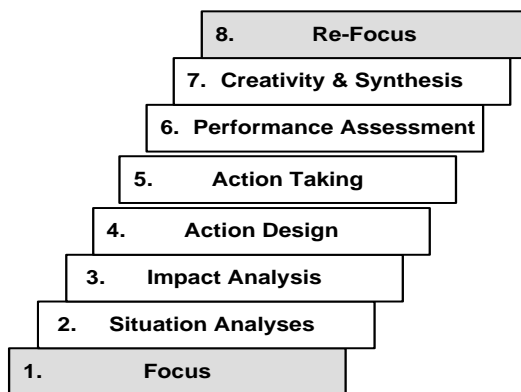 8. Re-Focus
7. Creativity & Synthesis
6. Performance Assessment
5. Action Taking
4. Action Design
3. Impact Analysis
2. Situation Analyses
1. Focus